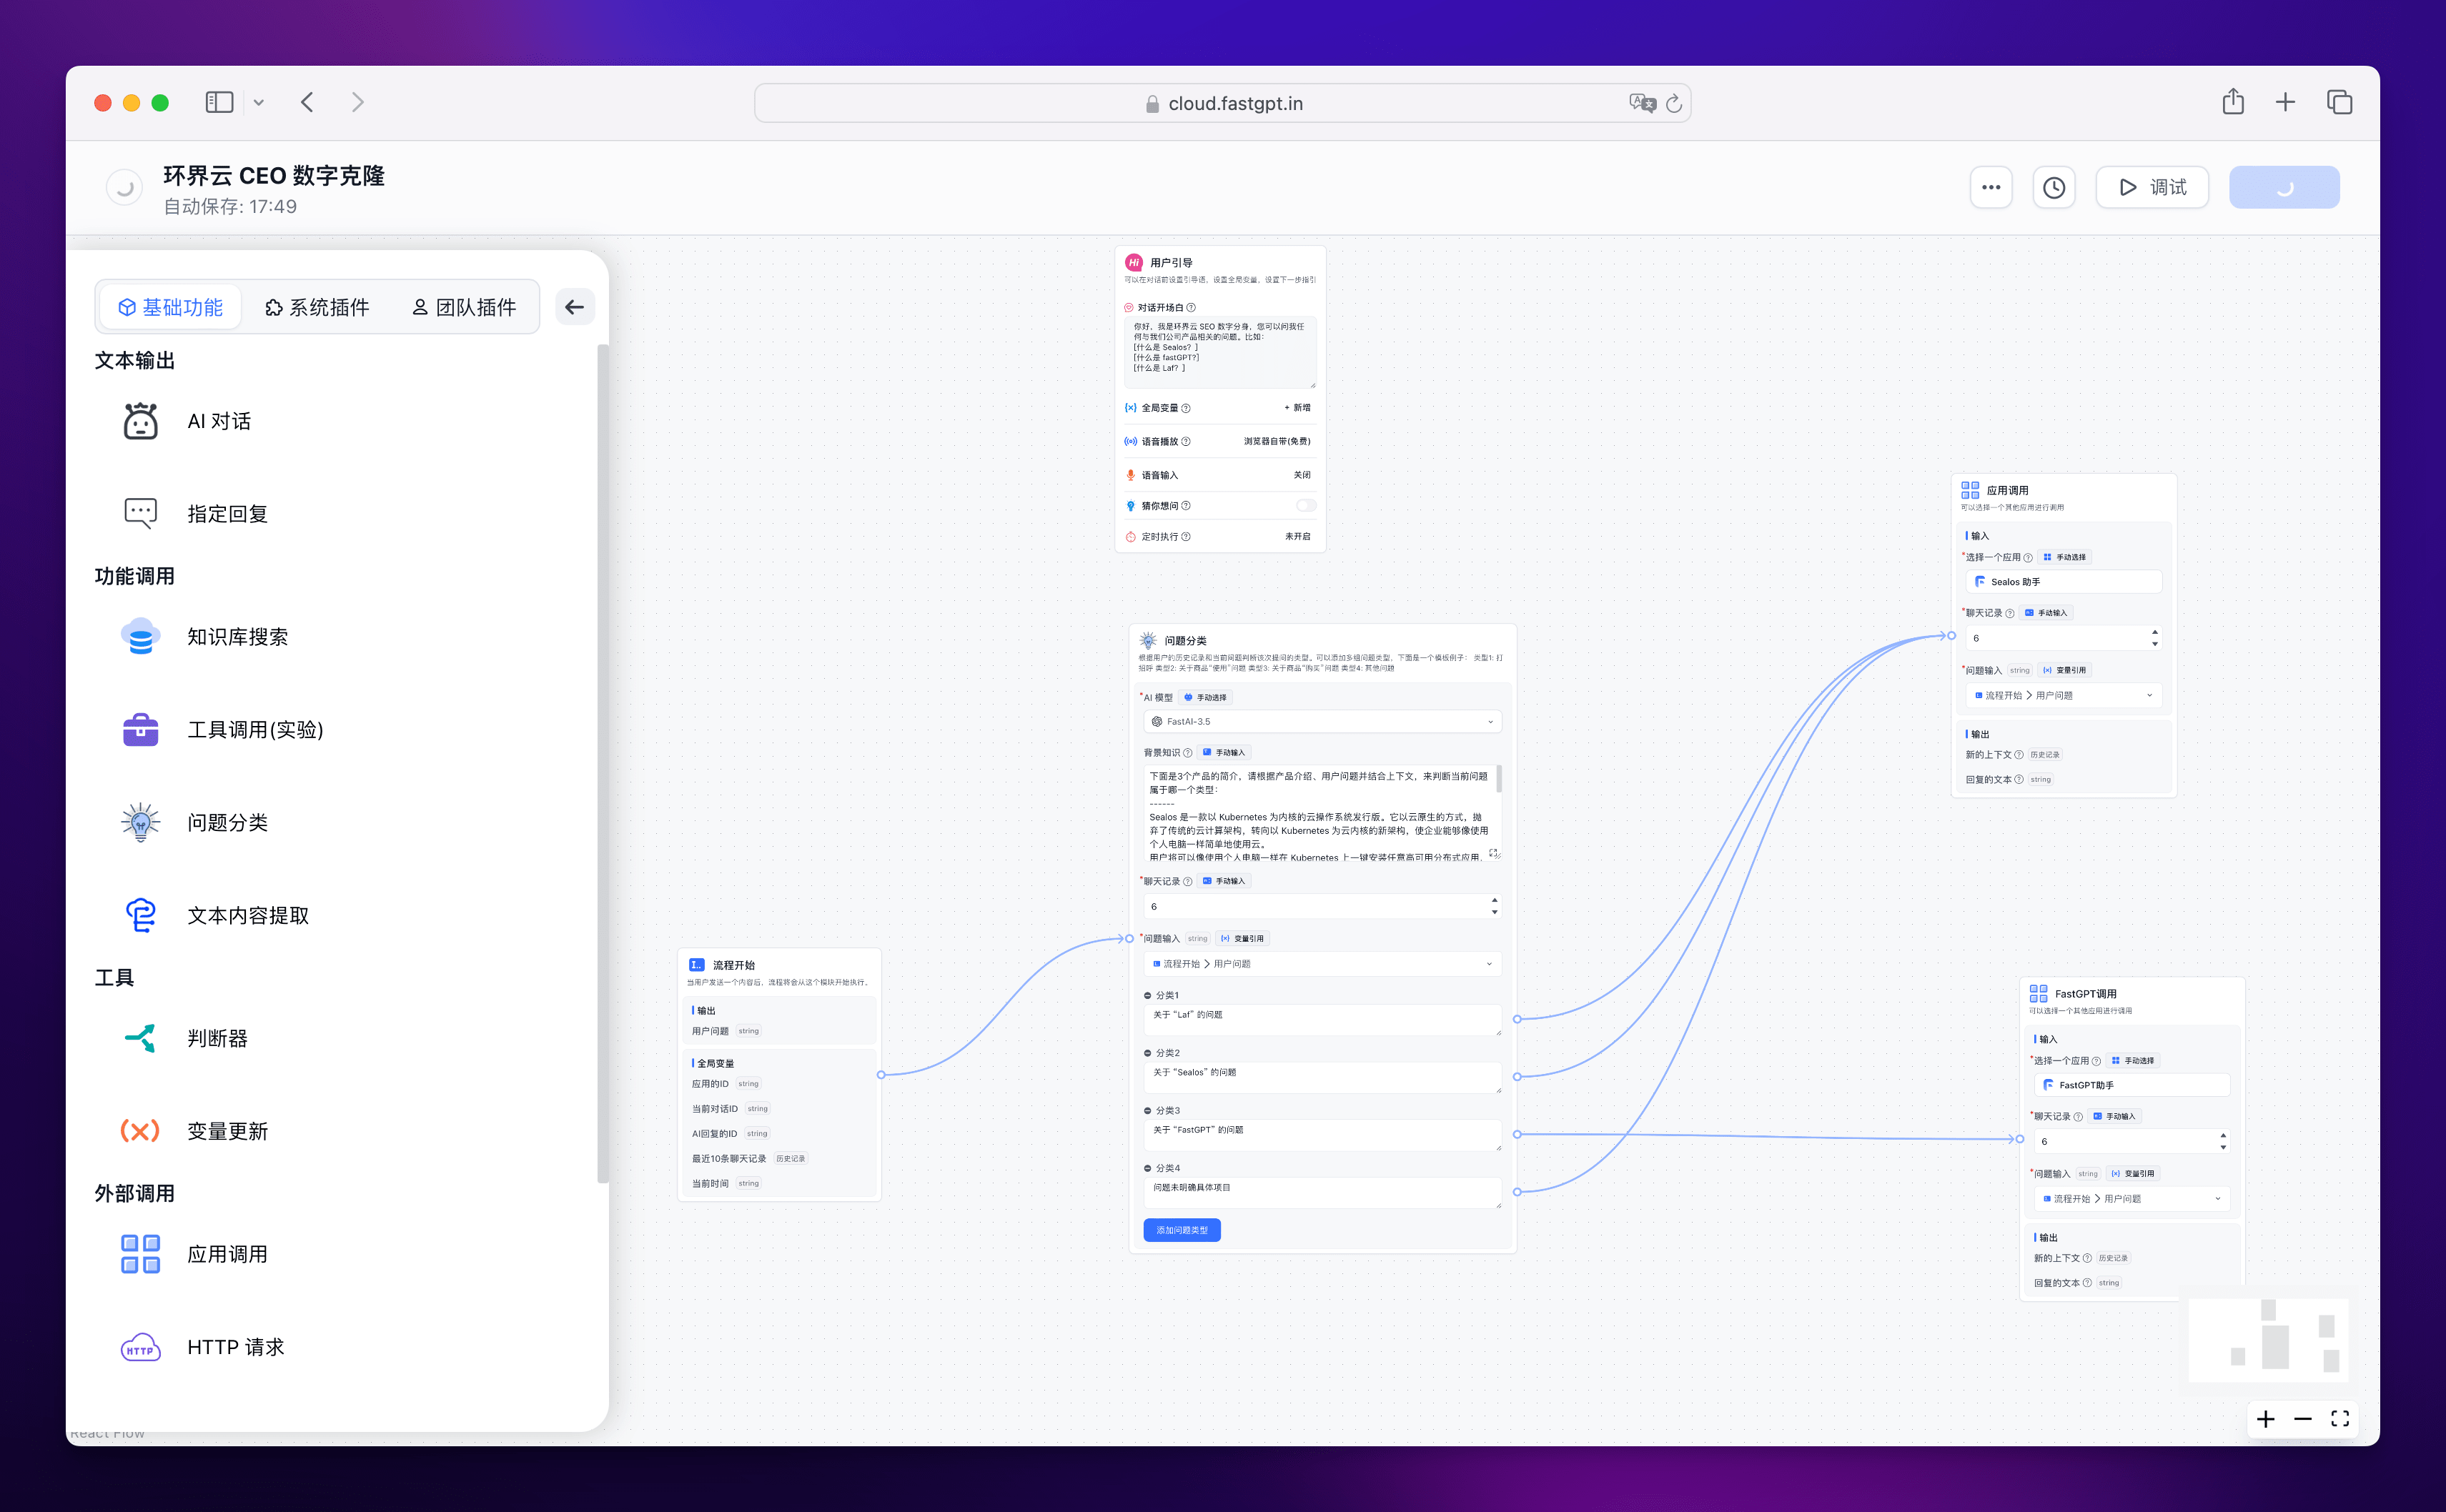 cloud.fastgpt.in
环界云 CEO 数字克隆
自动保存: 17:49
调试
基础功能
系统插件
团队插件
文本输出
AI 对话
指定回复
功能调用
知识库搜索
工具调用(实验)
问题分类
文本内容提取
工具
判断器
变量更新
外部调用
应用调用
HTTP 请求
React Flow
Hi 用户引导
可以在对话前设置引导语，设置全局变量，设置下一步指引
对话开场白
你好，我是环界云 SEO 数字分身，您可以问我任
何与我们公司产品相关的问题。比如：
[什么是 Sealos？]
[什么是 fastGPT?]
[什么是 Laf？]
全局变量 + 新增
语音播放 浏览器自带(免费)
语音输入 关闭
猜你想问
定时执行 未开启
流程开始
当用户发送一个内容后，流程将会从这个模块开始执行。
输出
用户问题 string
全局变量
应用的ID string
当前对话ID string
AI回复的ID string
最近10条聊天记录 历史记录
当前时间 string
问题分类
根据用户的历史记录和当前问题判断该次提问的类型。可以添加多组问题类型，下面是一个模板例子： 类型1: 打
招呼 类型2: 关于商品“使用”问题 类型3: 关于商品“购买”问题 类型4: 其他问题
*AI 模型 手动选择
FastAI-3.5
背景知识 手动输入
下面是3个产品的简介，请根据产品介绍、用户问题并结合上下文，来判断当前问题
属于哪一个类型：
------
Sealos 是一款以 Kubernetes 为内核的云操作系统发行版。它以云原生的方式，抛
弃了传统的云计算架构，转向以 Kubernetes 为云内核的新架构，使企业能够像使用
个人电脑一样简单地使用云。
用户将可以像使用个人电脑一样在 Kubernetes 上一键安装任意高可用分布式应用，
*聊天记录 手动输入
6
*问题输入 string 变量引用
流程开始 > 用户问题
分类1
关于 “Laf” 的问题
分类2
关于 “Sealos” 的问题
分类3
关于 “FastGPT” 的问题
分类4
问题未明确具体项目
添加问题类型
应用调用
可以选择一个其他应用进行调用
输入
*选择一个应用 手动选择
Sealos 助手
*聊天记录 手动输入
6
*问题输入 string 变量引用
流程开始 > 用户问题
输出
新的上下文 历史记录
回复的文本 string
FastGPT调用
可以选择一个其他应用进行调用
输入
*选择一个应用 手动选择
FastGPT助手
*聊天记录 手动输入
6
*问题输入 string 变量引用
流程开始 > 用户问题
输出
新的上下文 历史记录
回复的文本 string